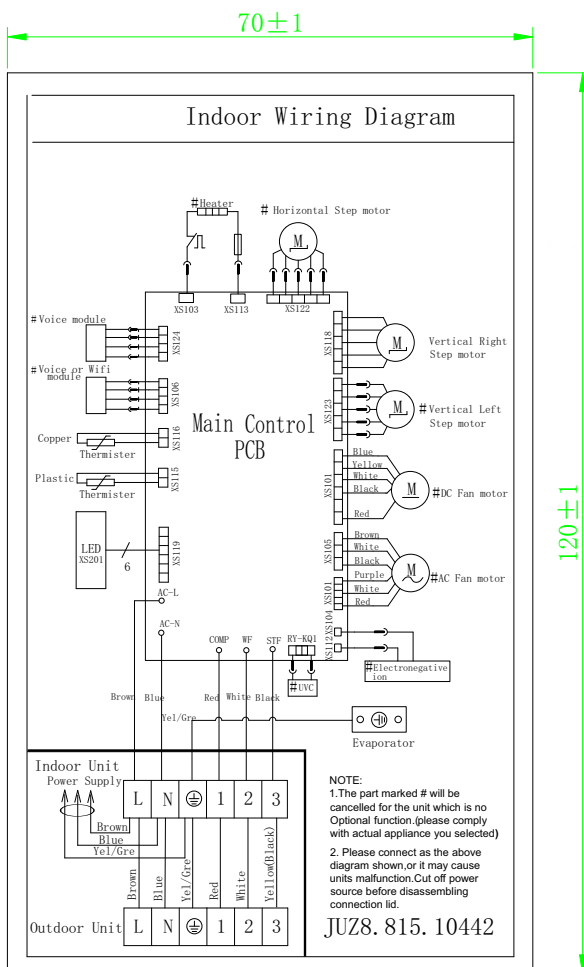 70±1
120±1
Indoor Wiring Diagram
#Heater
# Horizontal Step motor
M
XS103
XS113
XS122
#Voice module
XS124
XS118
M
Vertical Right
Step motor
#Voice or Wifi
module
XS106
XS123
M
#Vertical Left
Step motor
Main Control
PCB
Copper
Thermister
XS116
Plastic
Thermister
XS115
Blue
Yellow
White
Black
Red
XS101
M
#DC Fan motor
LED
XS201
6
XS119
Brown
White
Black
Purple
White
Red
XS105
XS101
M
#AC Fan motor
AC-L
AC-N
COMP
WF
STF
RY-KQ1
XS104
XS112
#Electronegative
ion
#UVC
Brown
Blue
Red
White
Black
Yel/Gre
Evaporator
Indoor Unit
Power Supply
L
N
1
2
3
Brown
Blue
Yel/Gre
Brown
Blue
Yel/Gre
Red
White
Yellow(Black)
Outdoor Unit
L
N
1
2
3
NOTE:
1.The part marked # will be
cancelled for the unit which is no
Optional function.(please comply
with actual appliance you selected)
2. Please connect as the above
diagram shown,or it may cause
units malfunction.Cut off power
source before disassembling
connection lid.
JUZ8.815.10442